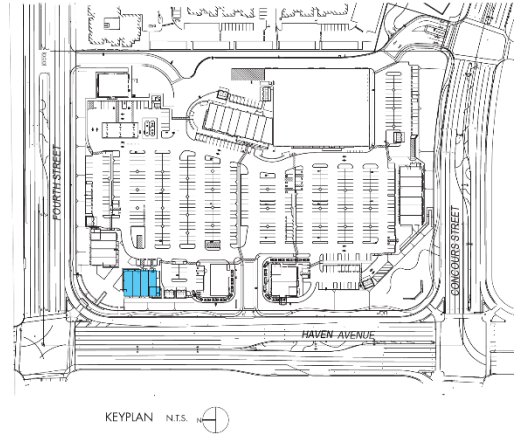 FOURTH STREET
CONCOURS STREET
HAVEN AVENUE
KEYPLAN N.T.S. N